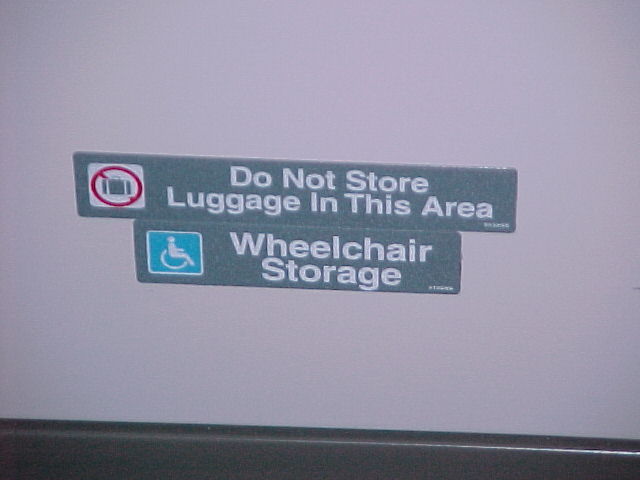 Do Not Store
Luggage In This Area
Wheelchair
Storage